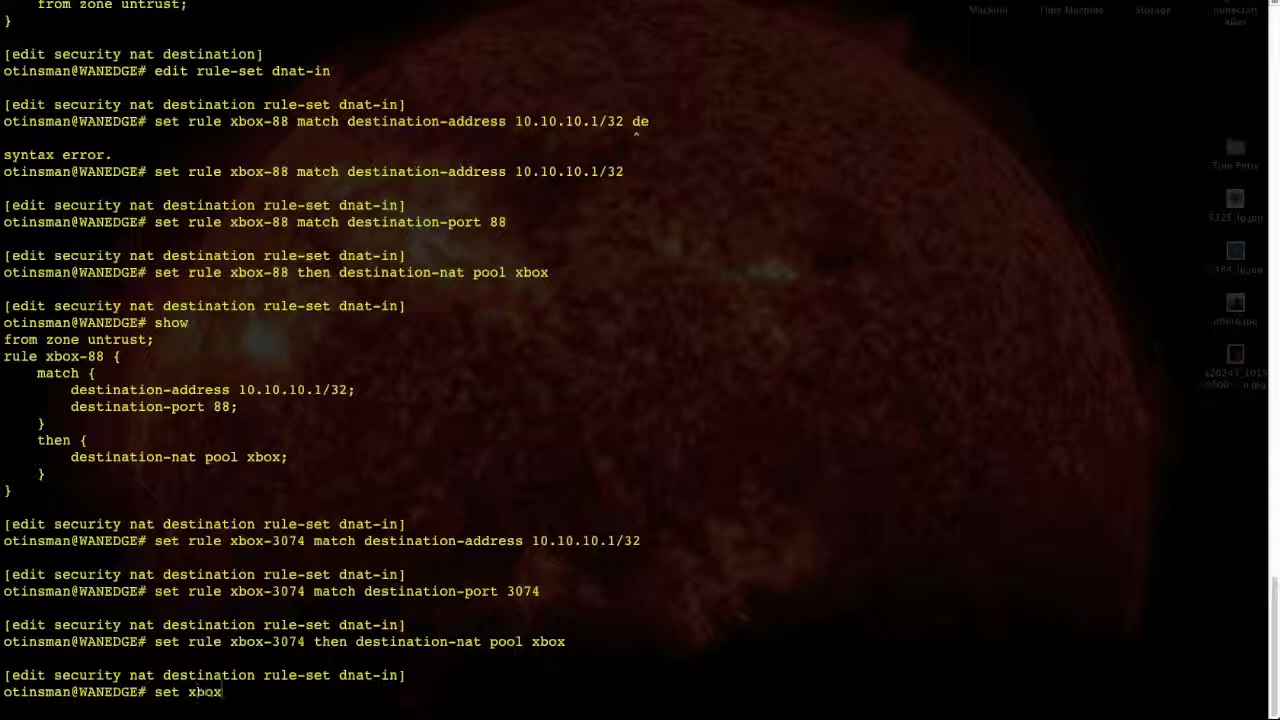 from zone untrust;
}
[edit security nat destination]
otinsman@WANEDGE# edit rule-set dnat-in
[edit security nat destination rule-set dnat-in]
otinsman@WANEDGE# set rule xbox-88 match destination-address 10.10.10.1/32 de
^
syntax error.
otinsman@WANEDGE# set rule xbox-88 match destination-address 10.10.10.1/32
[edit security nat destination rule-set dnat-in]
otinsman@WANEDGE# set rule xbox-88 match destination-port 88
[edit security nat destination rule-set dnat-in]
otinsman@WANEDGE# set rule xbox-88 then destination-nat pool xbox
[edit security nat destination rule-set dnat-in]
otinsman@WANEDGE# show
from zone untrust;
rule xbox-88 {
match {
destination-address 10.10.10.1/32;
destination-port 88;
}
then {
destination-nat pool xbox;
}
}
[edit security nat destination rule-set dnat-in]
otinsman@WANEDGE# set rule xbox-3074 match destination-address 10.10.10.1/32
[edit security nat destination rule-set dnat-in]
otinsman@WANEDGE# set rule xbox-3074 match destination-port 3074
[edit security nat destination rule-set dnat-in]
otinsman@WANEDGE# set rule xbox-3074 then destination-nat pool xbox
[edit security nat destination rule-set dnat-in]
otinsman@WANEDGE# set xbox
Time Machine
Storage
Tom Petty